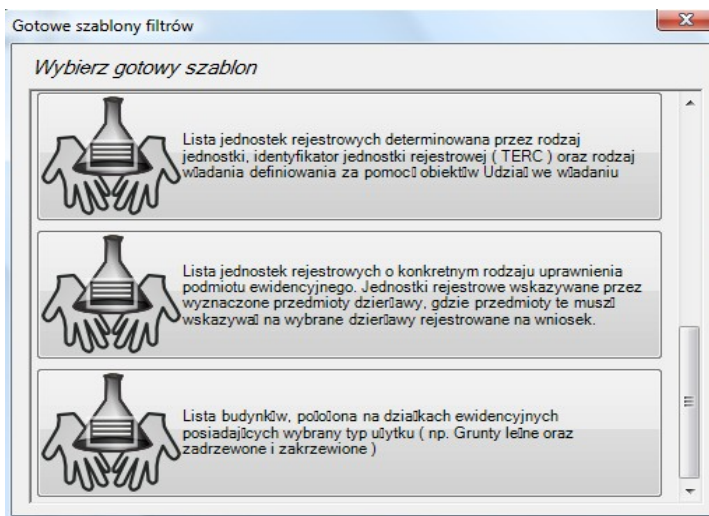 Gotowe szablony filtrów
Wybierz gotowy szablon
Lista jednostek rejestrowych determinowana przez rodzaj
jednostki, identyfikator jednostki rejestrowej ( TERC ) oraz rodzaj
w▯adania definiowania za pomoc▯ obiekt▯w Udzia▯ we w▯adaniu
Lista jednostek rejestrowych o konkretnym rodzaju uprawnienia
podmiotu ewidencyjnego. Jednostki rejestrowe wskazywane przez
wyznaczone przedmioty dzier▯awy, gdzie przedmioty te musz▯
wskazywa▯ na wybrane dzier▯awy rejestrowane na wniosek.
Lista budynk▯w, po▯o▯ona na dzia▯kach ewidencyjnych
posiadaj▯cych wybrany typ u▯ytku ( np. Grunty le▯ne oraz
zadrzewione i zakrzewione )